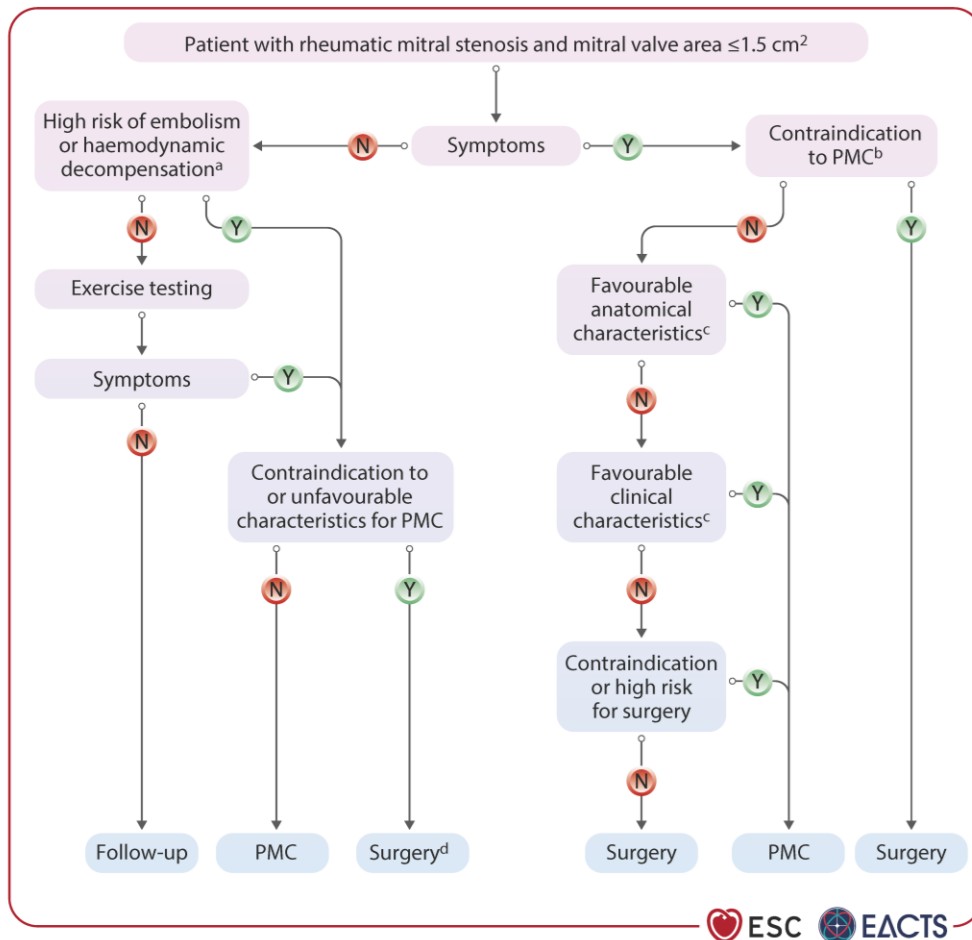 Patient with rheumatic mitral stenosis and mitral valve area ≤1.5 cm²
High risk of embolism
or haemodynamic
decompensationᵃ
N
Symptoms
Y
Contraindication
to PMCᵇ
N
Y
N
Y
Exercise testing
Favourable
anatomical
characteristicsᶜ
Y
Symptoms
Y
N
N
Contraindication to
or unfavourable
characteristics for PMC
Favourable
clinical
characteristicsᶜ
Y
N
Y
N
Contraindication
or high risk
for surgery
Y
N
Follow-up
PMC
Surgeryᵈ
Surgery
PMC
Surgery
ESC
EACTS